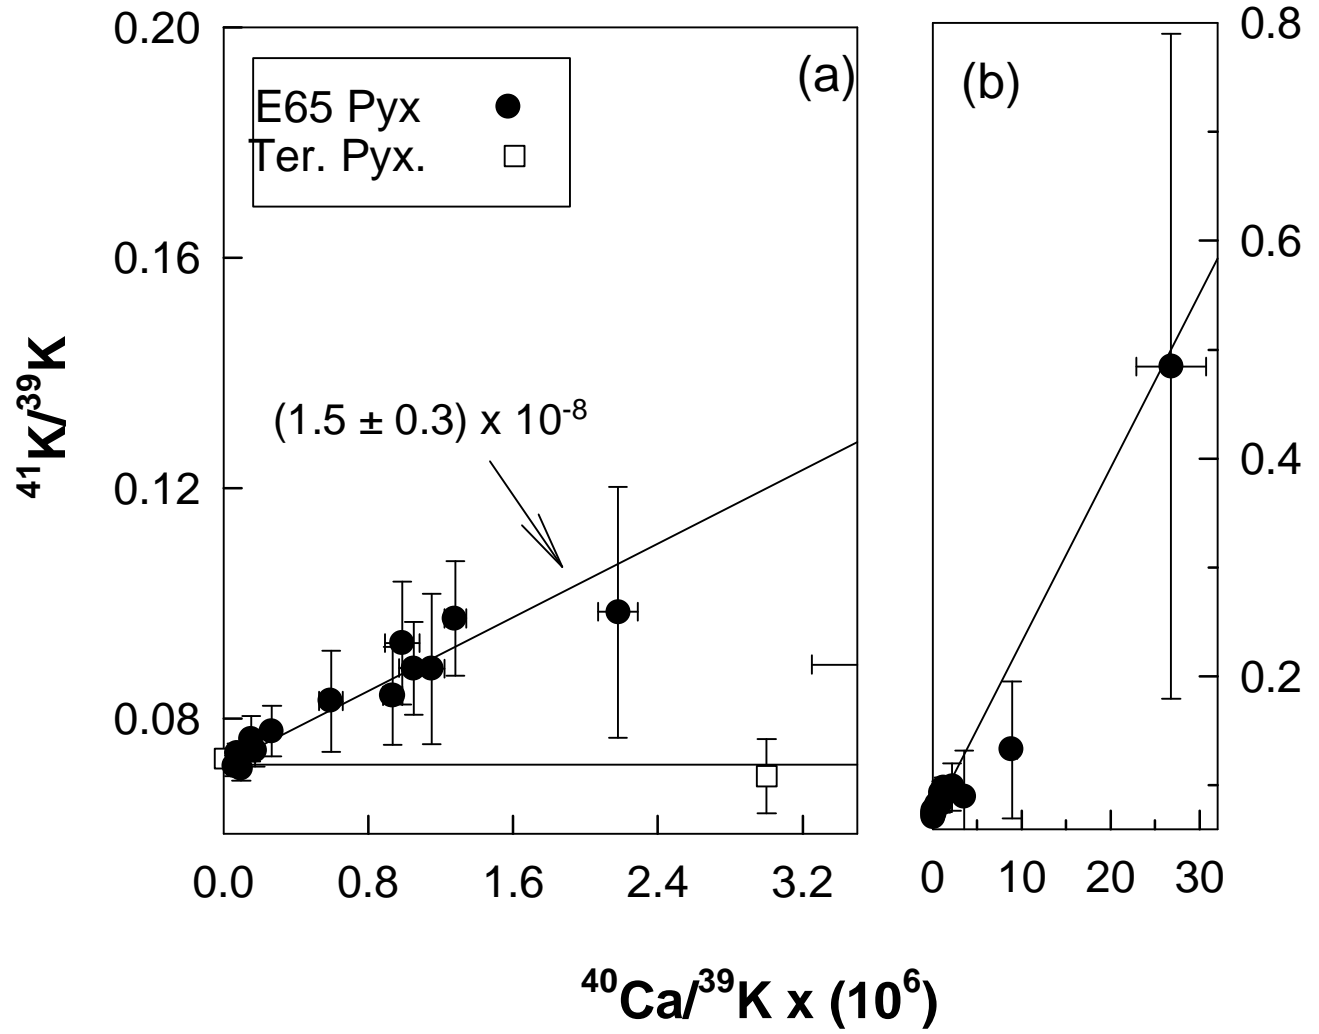 0.20
0.16
0.12
0.08
⁴¹K/³⁹K
E65 Pyx
Ter. Pyx.
(a)
(1.5 ± 0.3) x 10⁻⁸
0.0 0.8 1.6 2.4 3.2
(b)
0.8
0.6
0.4
0.2
0 10 20 30
⁴⁰Ca/³⁹K x (10⁶)